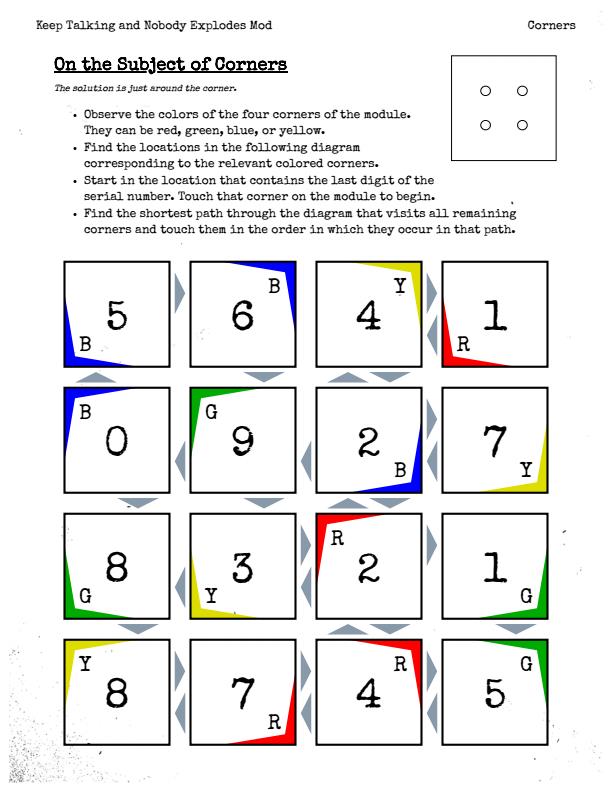 Keep Talking and Nobody Explodes Mod
Corners
On the Subject of Corners
The solution is just around the corner.
• Observe the colors of the four corners of the module.
They can be red, green, blue, or yellow.
• Find the locations in the following diagram
corresponding to the relevant colored corners.
• Start in the location that contains the last digit of the
serial number. Touch that corner on the module to begin.
• Find the shortest path through the diagram that visits all remaining
corners and touch them in the order in which they occur in that path.
5 B
6 B
4 Y
1 R
0 B
9 G
2 B
7 Y
8 G
3 Y
2 R
1 G
8 Y
7 R
4 R
5 G